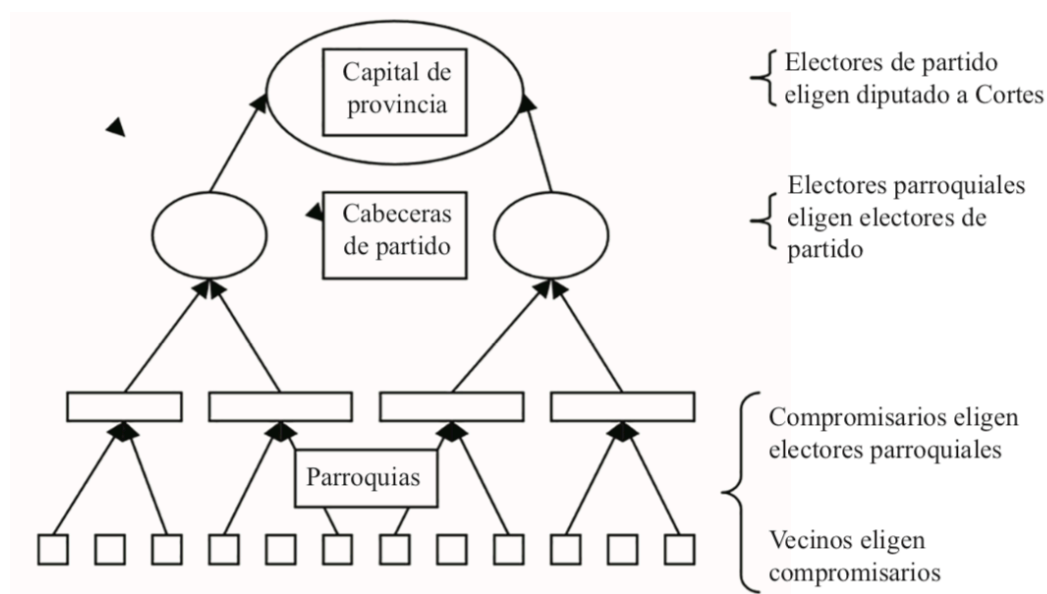 Capital de
provincia
Electores de partido
eligen diputado a Cortes
Cabeceras
de partido
Electores parroquiales
eligen electores de
partido
Parroquias
Compromisarios eligen
electores parroquiales
Vecinos eligen
compromisarios